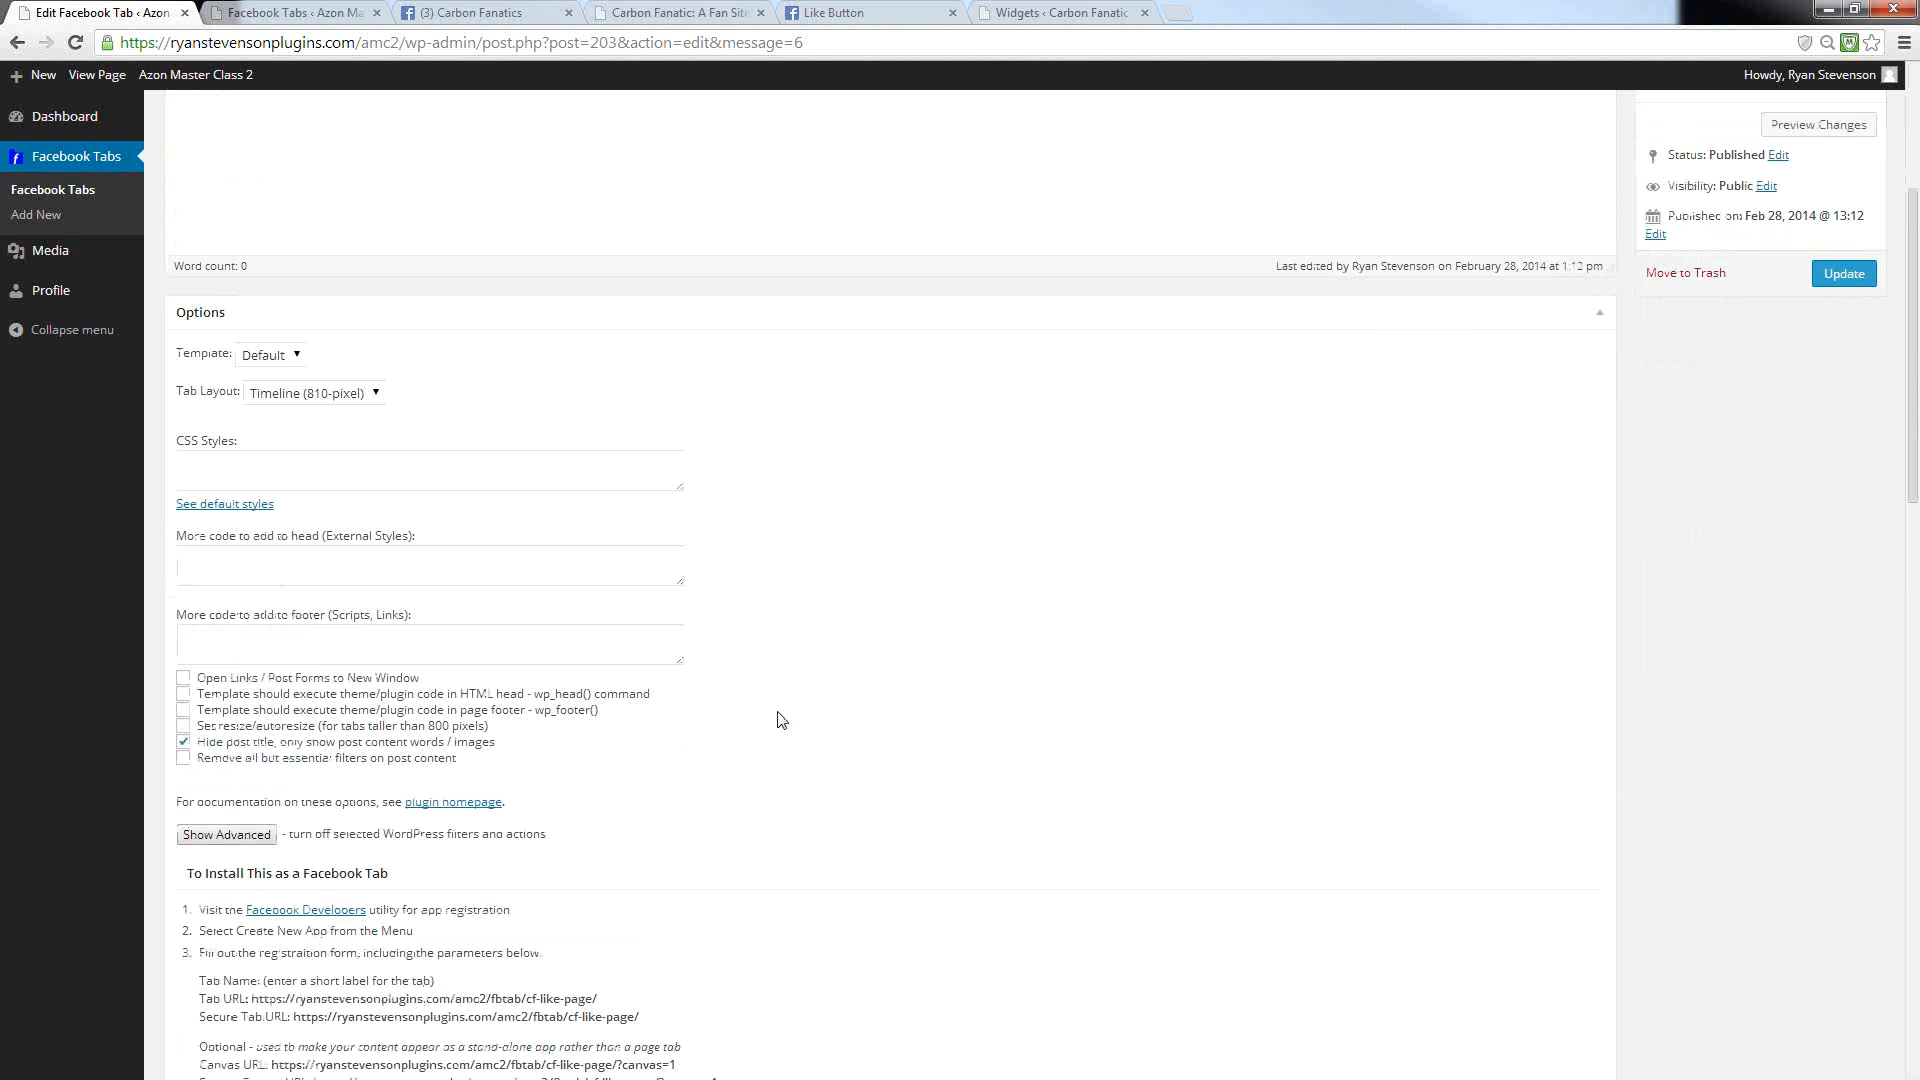 Edit Facebook Tab ‹ Azon
Facebook Tabs ‹ Azon Ma
(3) Carbon Fanatics
Carbon Fanatic: A Fan Site
Like Button
Widgets ‹ Carbon Fanatic
https://ryanstevensonplugins.com/amc2/wp-admin/post.php?post=203&action=edit&message=6
New View Page Azon Master Class 2
Howdy, Ryan Stevenson
Dashboard
Facebook Tabs
Facebook Tabs
Add New
Media
Profile
Collapse menu
Preview Changes
Status: Published Edit
Visibility: Public Edit
Published on: Feb 28, 2014 @ 13:12
Edit
Move to Trash
Update
Word count: 0
Last edited by Ryan Stevenson on February 28, 2014 at 1:12 pm
Options
Template: Default
Tab Layout: Timeline (810-pixel)
CSS Styles:
See default styles
More code to add to head (External Styles):
More code to add to footer (Scripts, Links):
Open Links / Post Forms to New Window
Template should execute theme/plugin code in HTML head - wp_head() command
Template should execute theme/plugin code in page footer - wp_footer()
Set resize/autoresize (for tabs taller than 800 pixels)
Hide post title, only show post content words / images
Remove all but essential filters on post content
For documentation on these options, see plugin homepage.
Show Advanced - turn off selected WordPress filters and actions
To Install This as a Facebook Tab
1. Visit the Facebook Developers utility for app registration
2. Select Create New App from the Menu
3. Fill out the registraition form, including the parameters below.
Tab Name: (enter a short label for the tab)
Tab URL: https://ryanstevensonplugins.com/amc2/fbtab/cf-like-page/
Secure Tab URL: https://ryanstevensonplugins.com/amc2/fbtab/cf-like-page/
Optional - used to make your content appear as a stand-alone app rather than a page tab
Canvas URL: https://ryanstevensonplugins.com/amc2/fbtab/cf-like-page/?canvas=1